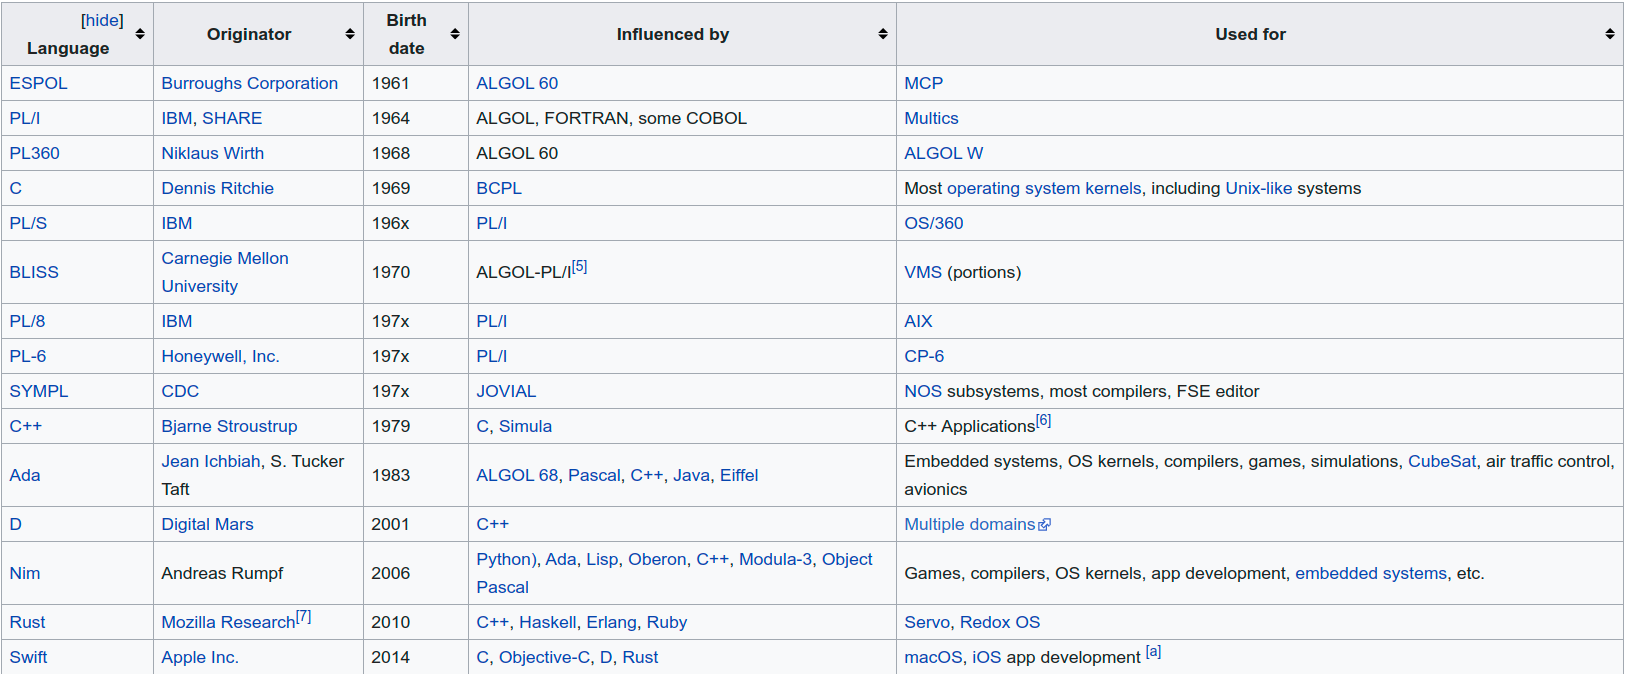 [hide]
Language Originator Birth date Influenced by Used for
ESPOL Burroughs Corporation 1961 ALGOL 60 MCP
PL/I IBM, SHARE 1964 ALGOL, FORTRAN, some COBOL Multics
PL360 Niklaus Wirth 1968 ALGOL 60 ALGOL W
C Dennis Ritchie 1969 BCPL Most operating system kernels, including Unix-like systems
PL/S IBM 196x PL/I OS/360
BLISS Carnegie Mellon University 1970 ALGOL-PL/I[5] VMS (portions)
PL/8 IBM 197x PL/I AIX
PL-6 Honeywell, Inc. 197x PL/I CP-6
SYMPL CDC 197x JOVIAL NOS subsystems, most compilers, FSE editor
C++ Bjarne Stroustrup 1979 C, Simula C++ Applications[6]
Ada Jean Ichbiah, S. Tucker Taft 1983 ALGOL 68, Pascal, C++, Java, Eiffel Embedded systems, OS kernels, compilers, games, simulations, CubeSat, air traffic control, avionics
D Digital Mars 2001 C++ Multiple domains
Nim Andreas Rumpf 2006 Python), Ada, Lisp, Oberon, C++, Modula-3, Object Pascal Games, compilers, OS kernels, app development, embedded systems, etc.
Rust Mozilla Research[7] 2010 C++, Haskell, Erlang, Ruby Servo, Redox OS
Swift Apple Inc. 2014 C, Objective-C, D, Rust macOS, iOS app development [a]